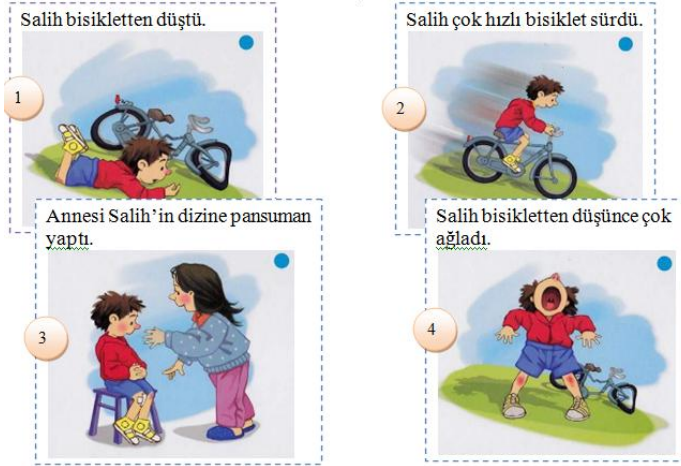 Salih bisikletten düştü.
1
Salih çok hızlı bisiklet sürdü.
2
Annesi Salih'in dizine pansuman
yaptı.
3
Salih bisikletten düşünce çok
ağladı.
4